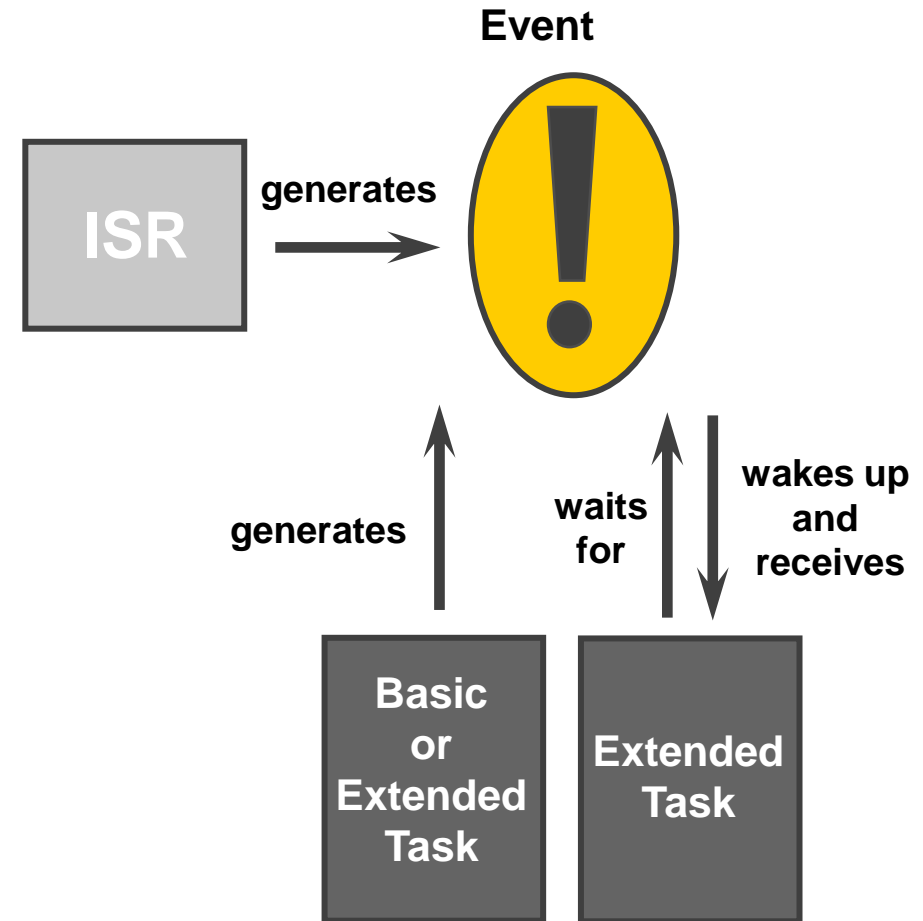 Event
ISR
generates
generates
waits
for
wakes up
and
receives
Basic
or
Extended
Task
Extended
Task